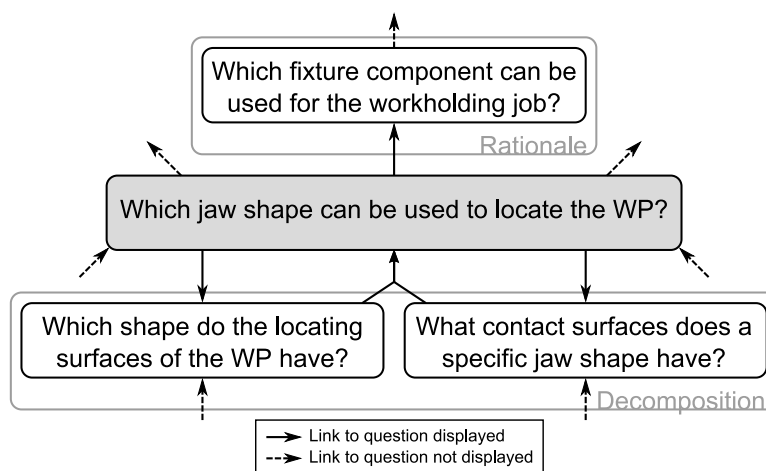 Which fixture component can be
used for the workholding job?
Rationale
Which jaw shape can be used to locate the WP?
Which shape do the locating
surfaces of the WP have?
What contact surfaces does a
specific jaw shape have?
Decomposition
Link to question displayed
Link to question not displayed